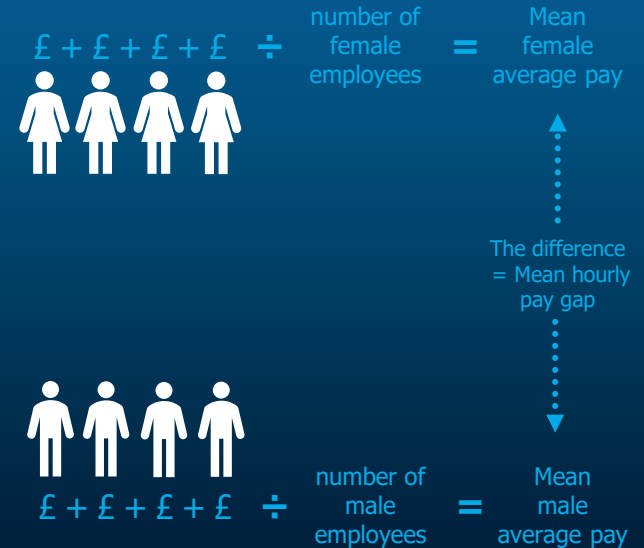 £ + £ + £ + £ ÷ number of female employees = Mean female average pay
The difference
= Mean hourly
pay gap
£ + £ + £ + £ ÷ number of male employees = Mean male average pay